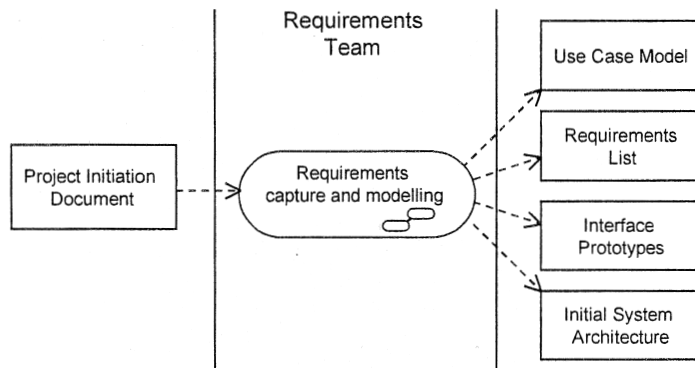 Requirements
Team
Project Initiation
Document
Requirements
capture and modelling
Use Case Model
Requirements
List
Interface
Prototypes
Initial System
Architecture